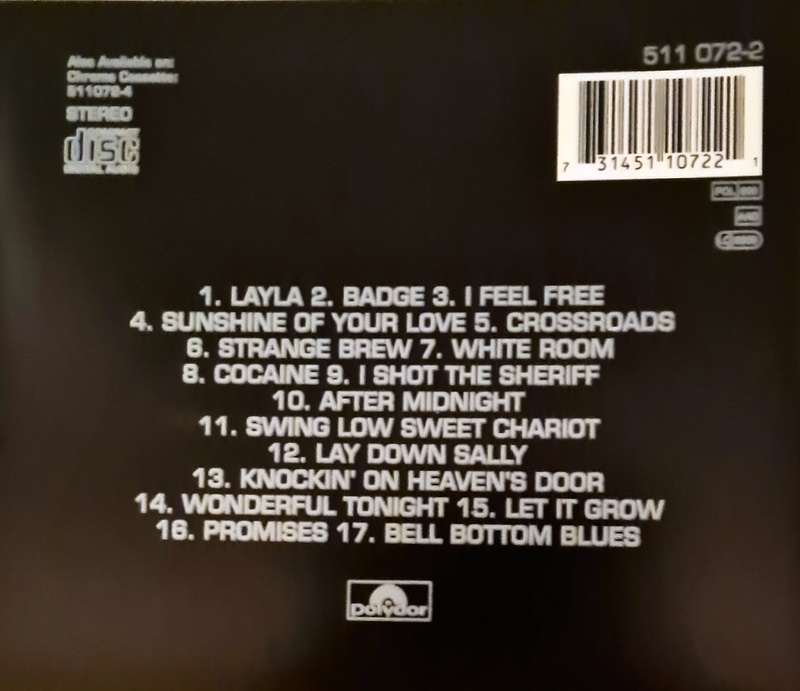 Also Available on:
Chrome Cassette:
511072-4
STEREO
COMPACT
disc
DIGITAL AUDIO
511 072-2
7 31451 10722 1
1. LAYLA 2. BADGE 3. I FEEL FREE
4. SUNSHINE OF YOUR LOVE 5. CROSSROADS
6. STRANGE BREW 7. WHITE ROOM
8. COCAINE 9. I SHOT THE SHERIFF
10. AFTER MIDNIGHT
11. SWING LOW SWEET CHARIOT
12. LAY DOWN SALLY
13. KNOCKIN' ON HEAVEN'S DOOR
14. WONDERFUL TONIGHT 15. LET IT GROW
16. PROMISES 17. BELL BOTTOM BLUES
polydor